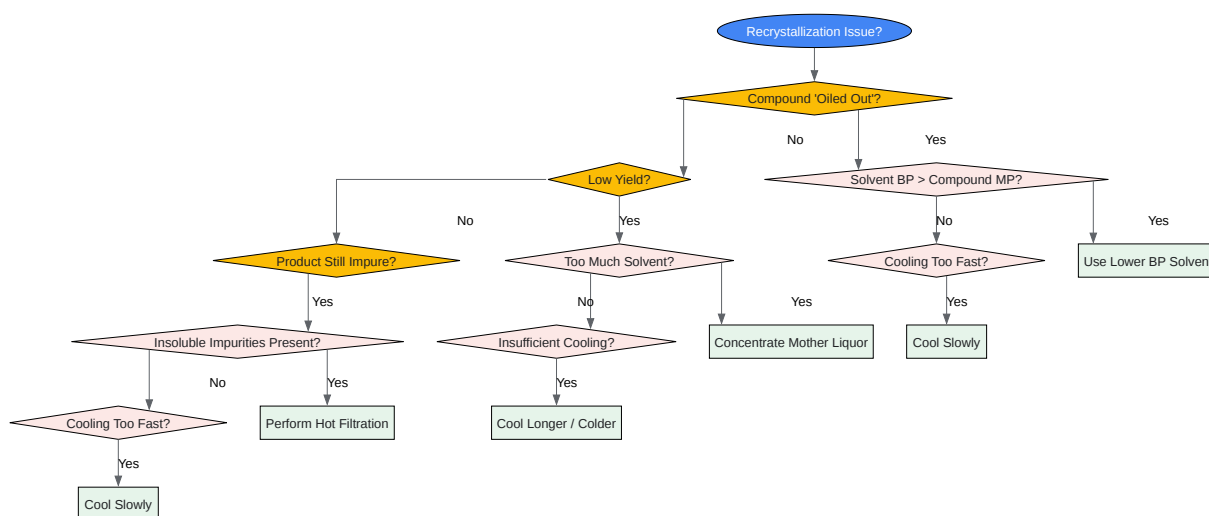 Recrystallization Issue?
Compound 'Oiled Out'?
No
Yes
Low Yield?
Solvent BP > Compound MP?
No
Yes
No
Yes
Product Still Impure?
Too Much Solvent?
Cooling Too Fast?
Use Lower BP Solven
Yes
No
Yes
Yes
Insoluble Impurities Present?
Insufficient Cooling?
Concentrate Mother Liquor
Cool Slowly
No
Yes
Yes
Cooling Too Fast?
Perform Hot Filtration
Cool Longer / Colder
Yes
Cool Slowly